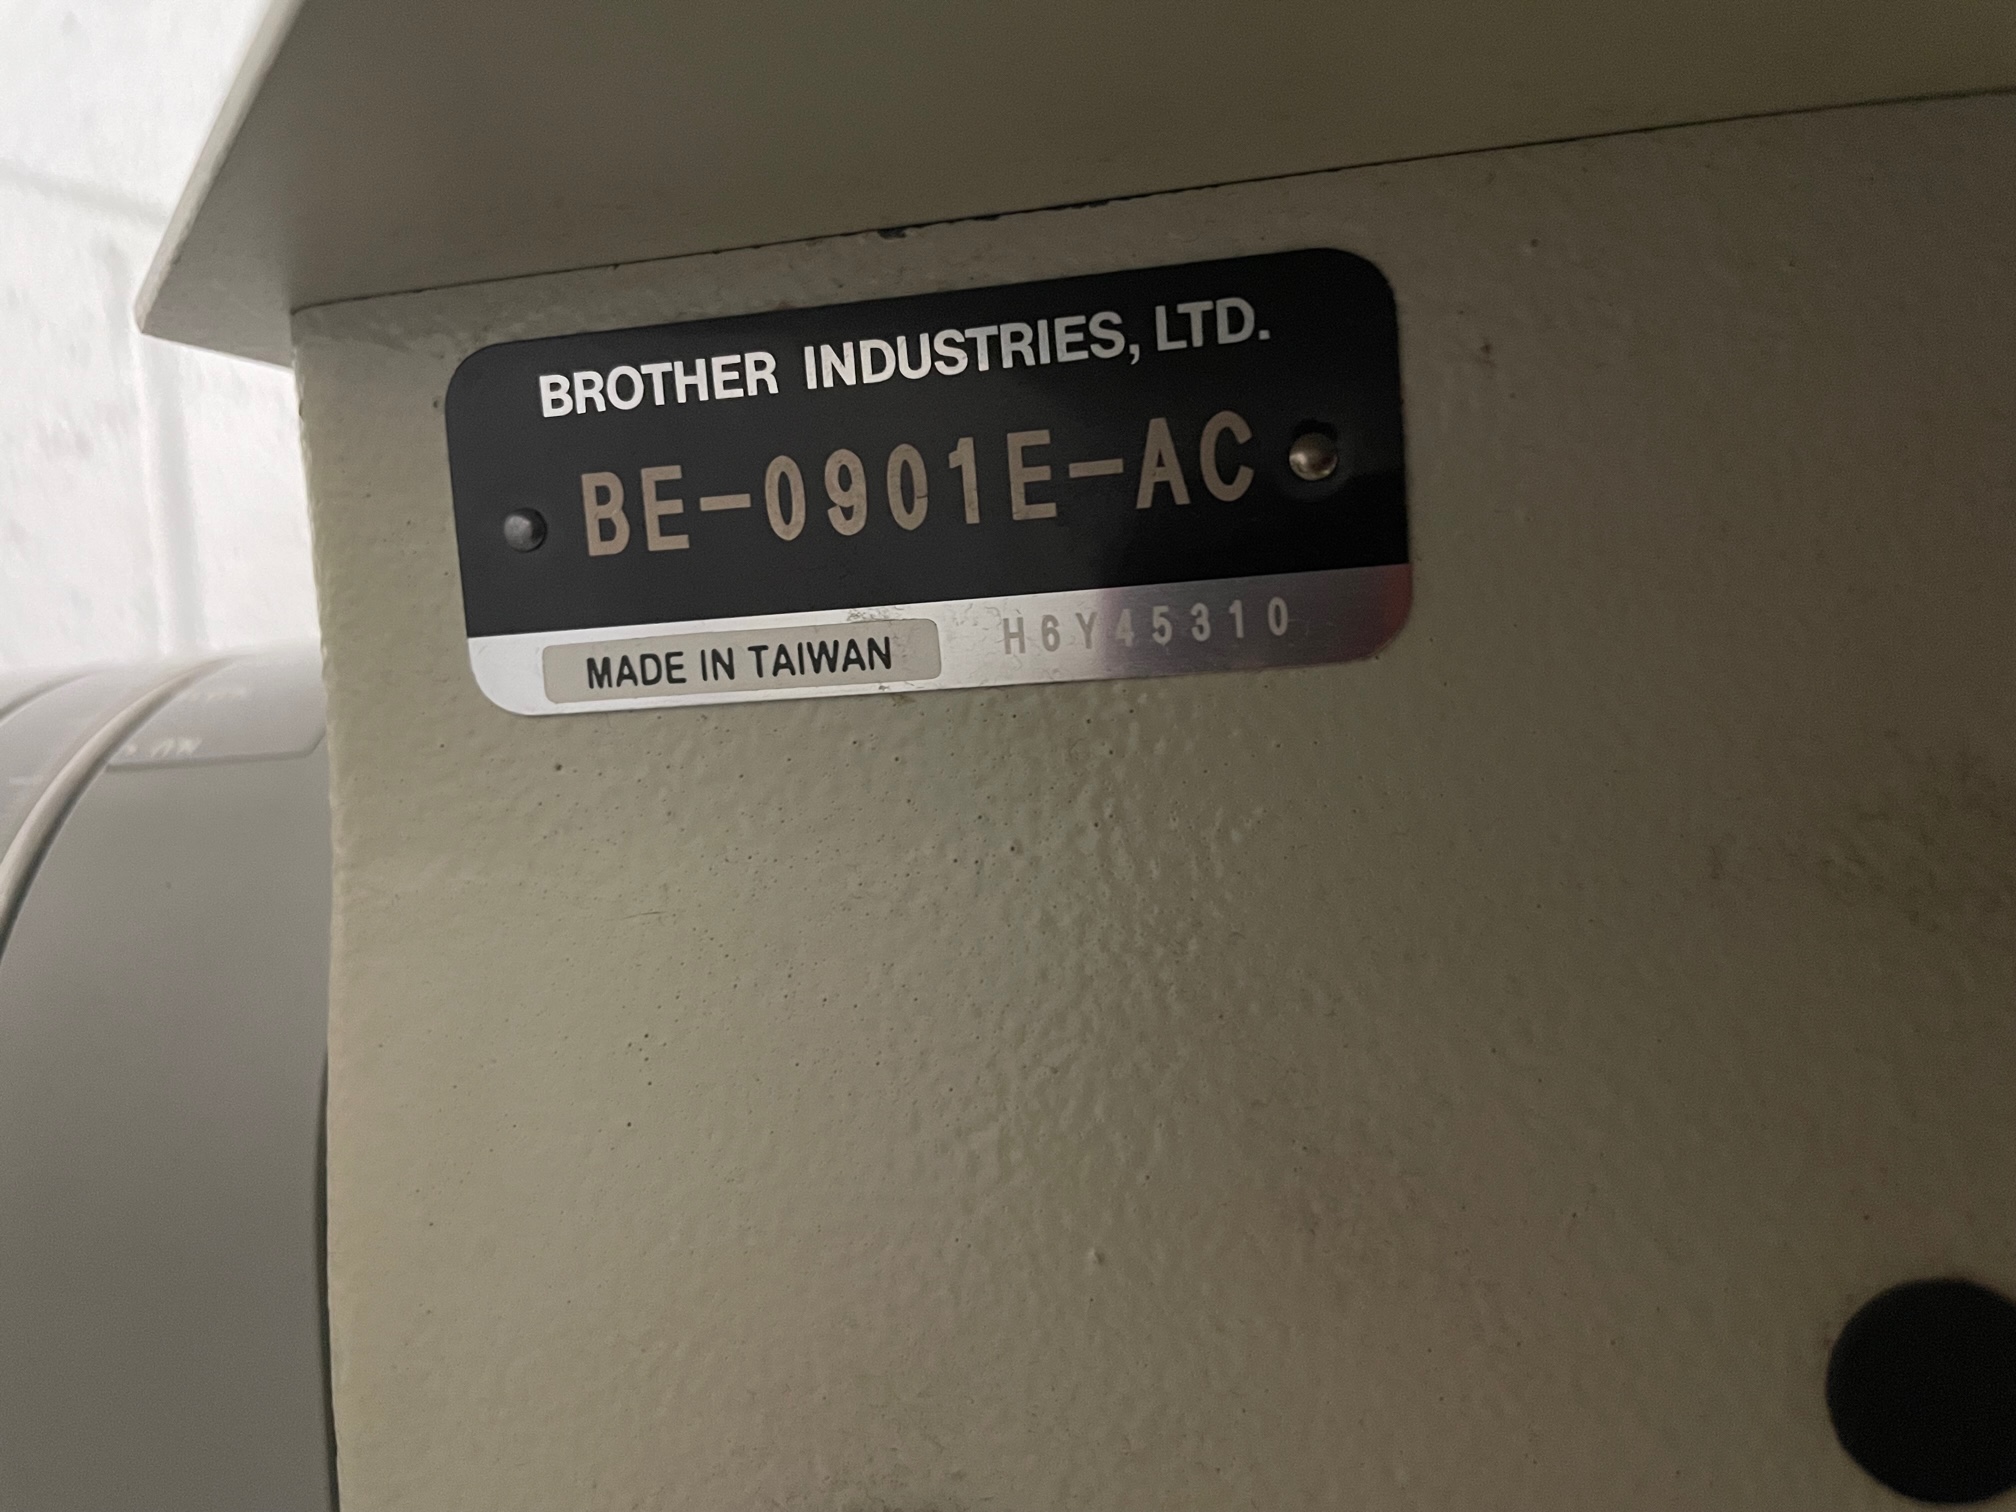 BROTHER INDUSTRIES, LTD.
BE-0901E-AC
MADE IN TAIWAN H6Y45310